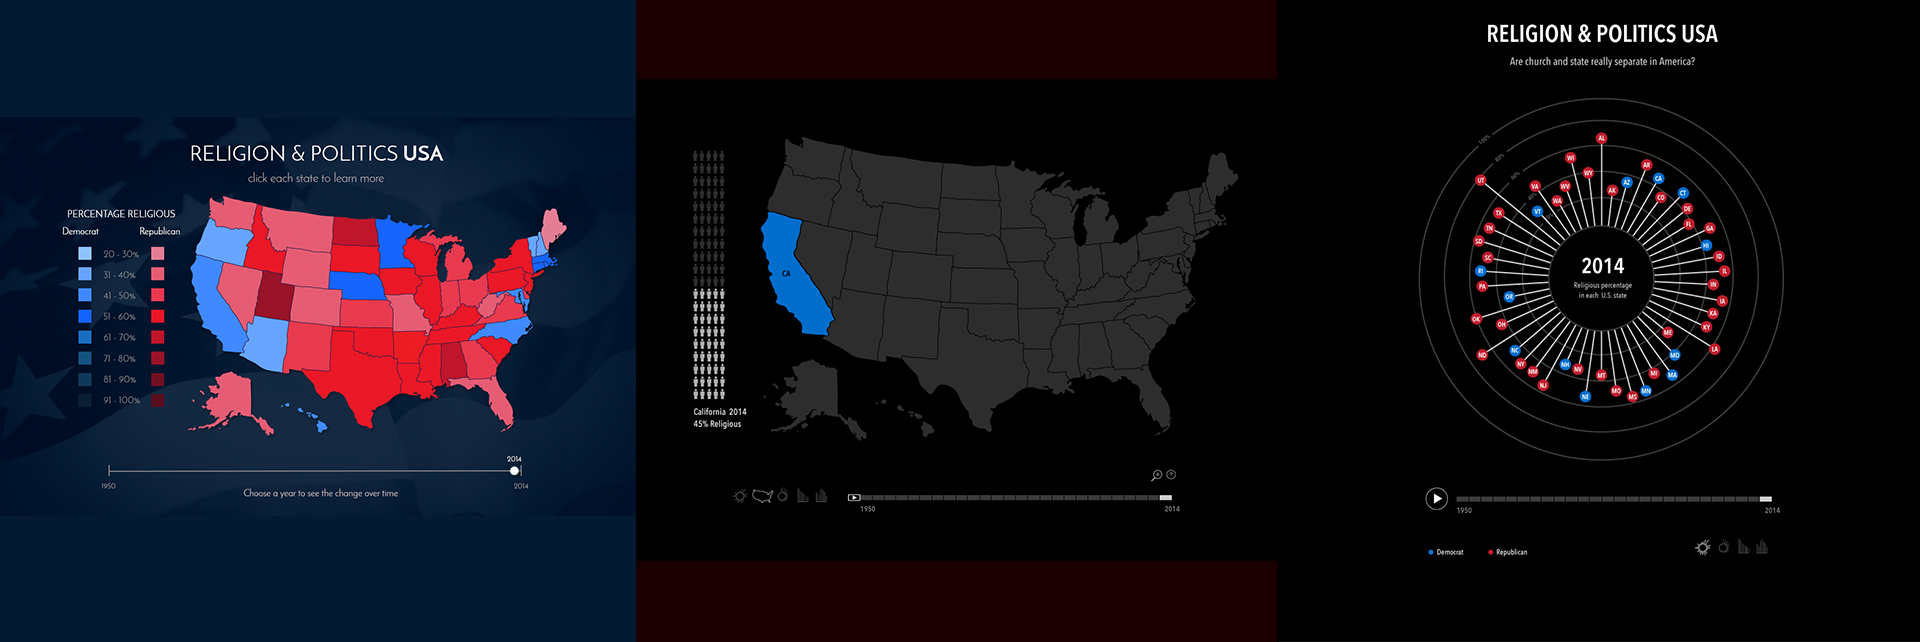 RELIGION & POLITICS USA
click each state to learn more
PERCENTAGE RELIGIOUS
Democrat Republican
20 - 30%
31 - 40%
41 - 50%
51 - 60%
61 - 70%
71 - 80%
81 - 90%
91 - 100%
2014
1950 2014
Choose a year to see the change over time
CA
California 2014
45% Religious
1950 2014
RELIGION & POLITICS USA
Are church and state really separate in America?
100%
80%
60%
AL
WI
AR
WY
CA
UT
AZ
VA
WV
AK
CT
WA
CO
DE
VT
TX
FL
TN
GA
SD
HI
SC
ID
RI
IL
PA
IN
OR
IA
OK
KA
OH
KY
ME
NC
LA
ND
MD
NY
NH
NV
NM
MT
MI
MA
NJ
MO
MN
NE
MS
2014
Religious percentage
in each U.S. state
1950 2014
Democrat Republican